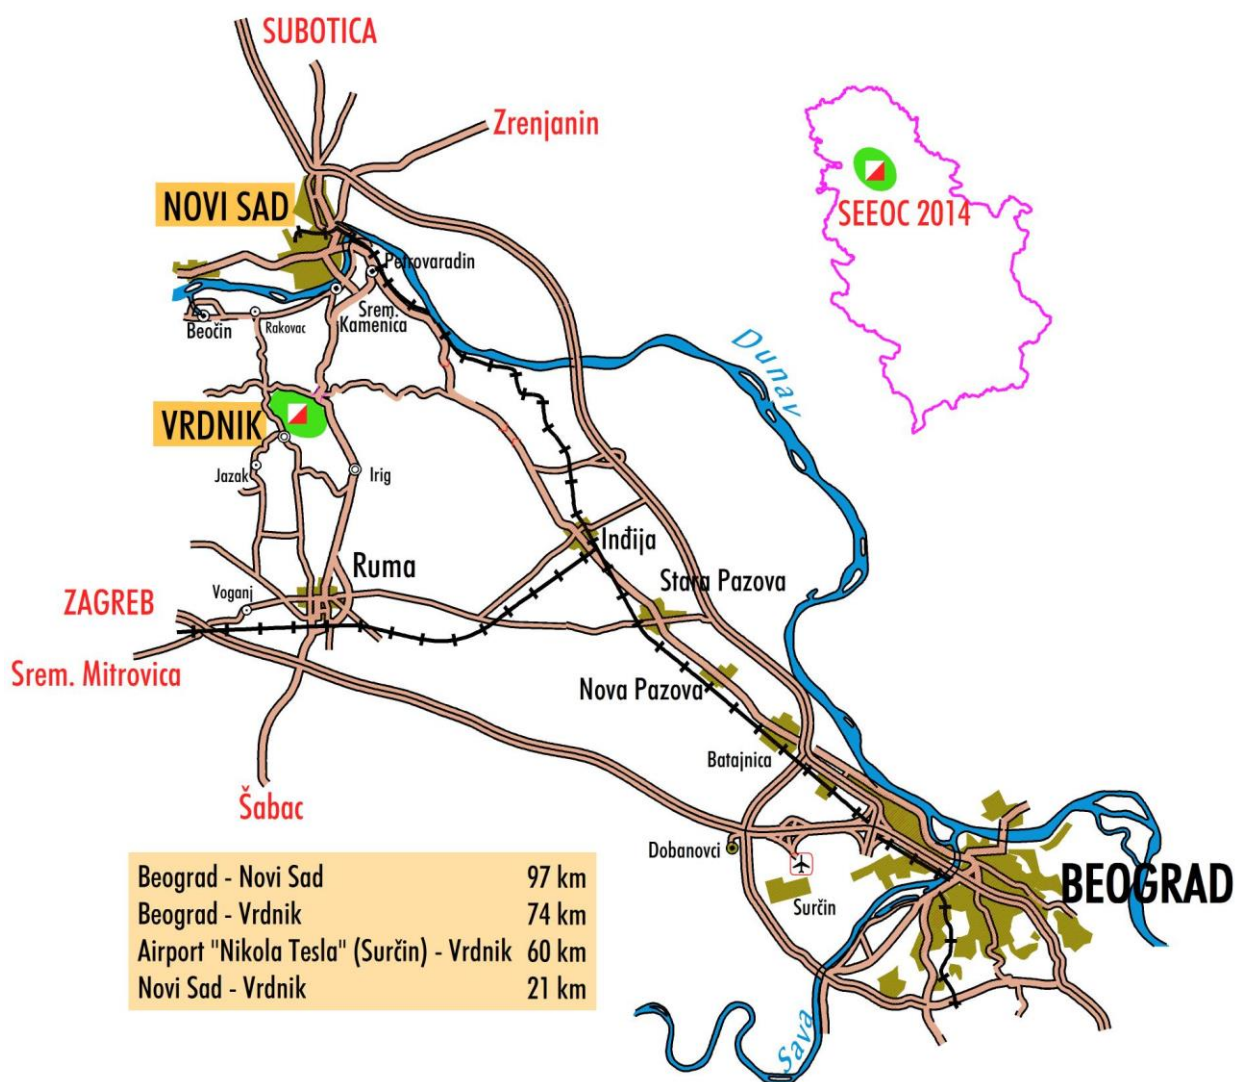 SUBOTICA
Zrenjanin
NOVI SAD
SEEOC 2014
Petrovaradin
Srem.
Kamenica
Beočin
Rakovac
Dunav
VRDNIK
Jazak
Irig
Inđija
Ruma
Stara Pazova
Voganj
ZAGREB
Srem. Mitrovica
Nova Pazova
Batajnica
Šabac
Dobanovci
BEOGRAD
Surčin
Beograd - Novi Sad 97 km
Beograd - Vrdnik 74 km
Airport "Nikola Tesla" (Surčin) - Vrdnik 60 km
Novi Sad - Vrdnik 21 km
Sava